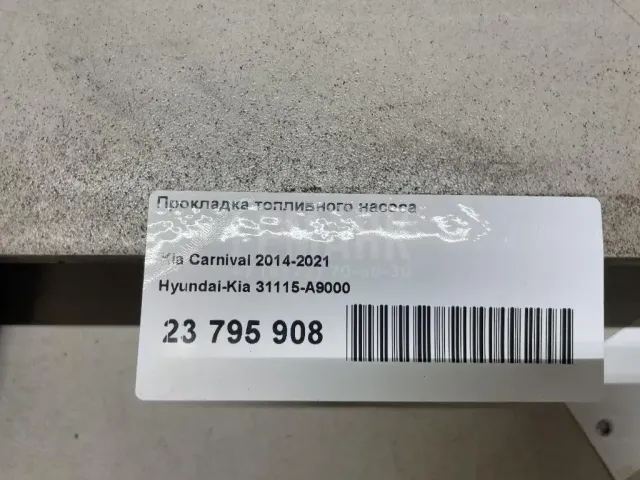 Прокладка топливного насоса
Kia Carnival 2014-2021
Hyundai-Kia 31115-A9000
23 795 908